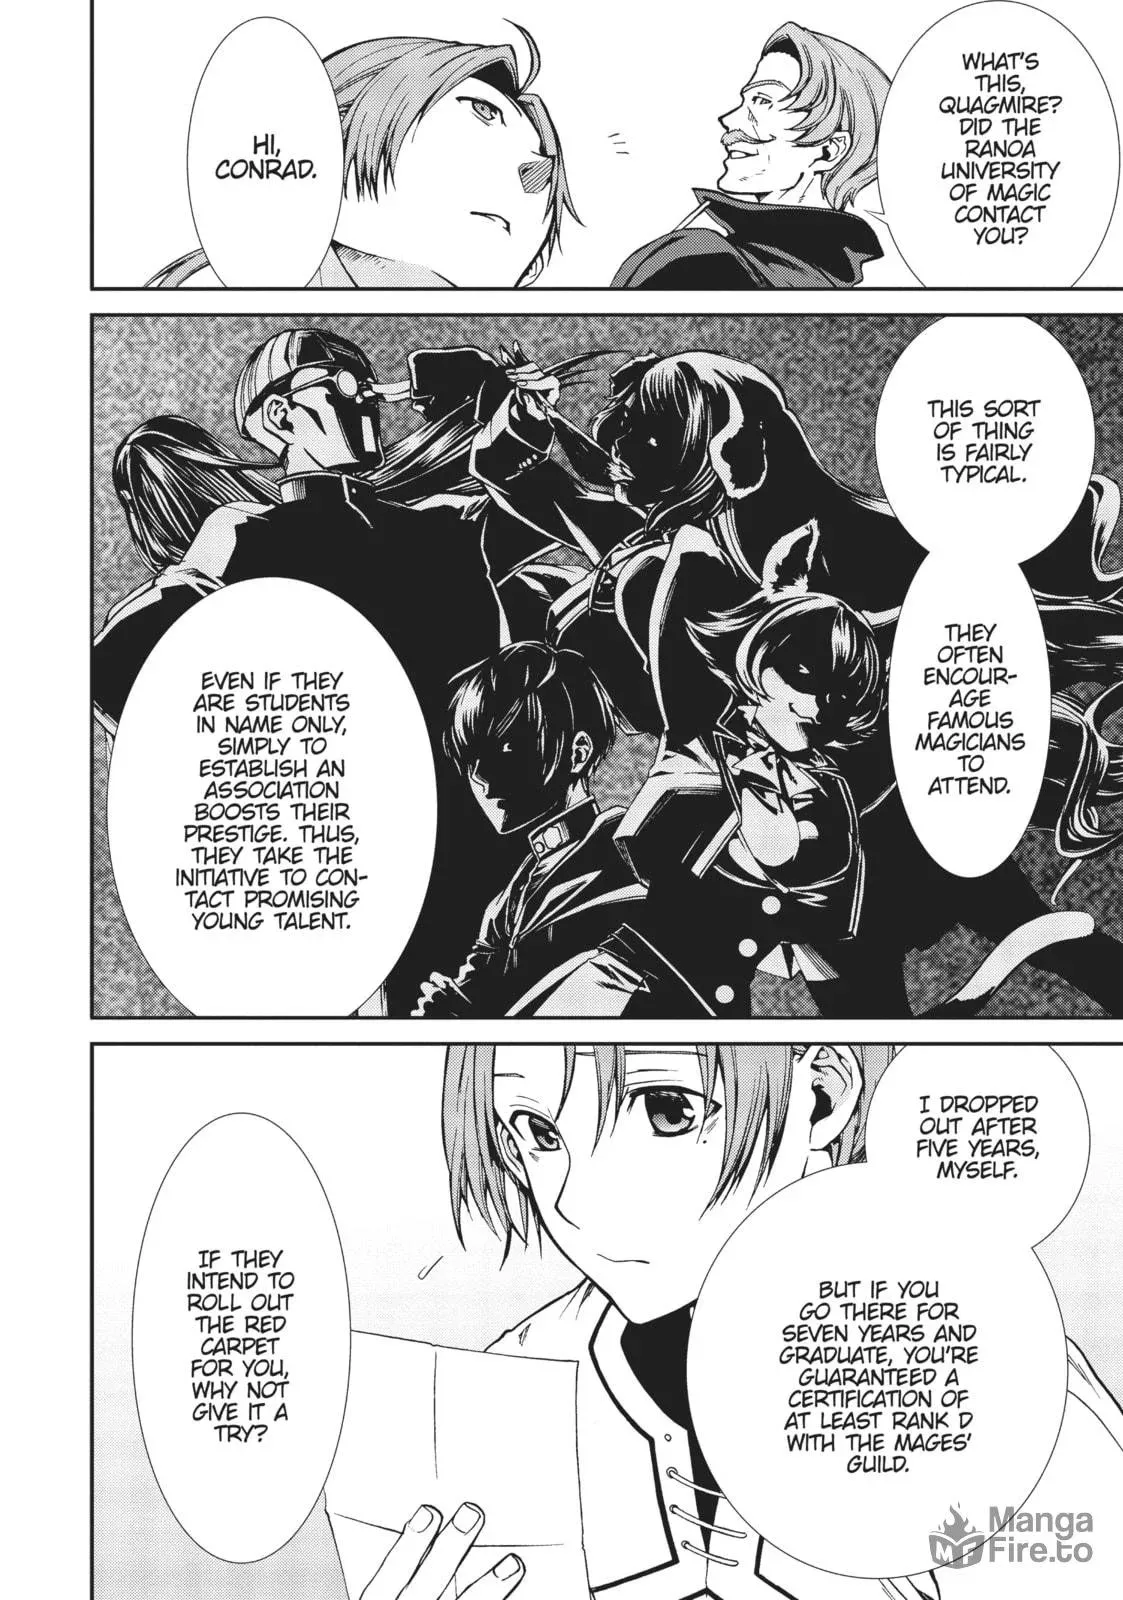 WHAT'S
THIS,
QUAGMIRE?
DID THE
RANOA
UNIVERSITY
OF MAGIC
CONTACT
YOU?
HI,
CONRAD.
THIS SORT
OF THING
IS FAIRLY
TYPICAL.
THEY
OFTEN
ENCOUR-
AGE
FAMOUS
MAGICIANS
TO
ATTEND.
EVEN IF THEY
ARE STUDENTS
IN NAME ONLY,
SIMPLY TO
ESTABLISH AN
ASSOCIATION
BOOSTS THEIR
PRESTIGE. THUS,
THEY TAKE THE
INITIATIVE TO CON-
TACT PROMISING
YOUNG TALENT.
I DROPPED
OUT AFTER
FIVE YEARS,
MYSELF.
BUT IF YOU
GO THERE FOR
SEVEN YEARS AND
GRADUATE, YOU'RE
GUARANTEED A
CERTIFICATION OF
AT LEAST RANK D
WITH THE MAGES'
GUILD.
IF THEY
INTEND TO
ROLL OUT
THE RED
CARPET
FOR YOU,
WHY NOT
GIVE IT A
TRY?
Manga
MF Fire.to